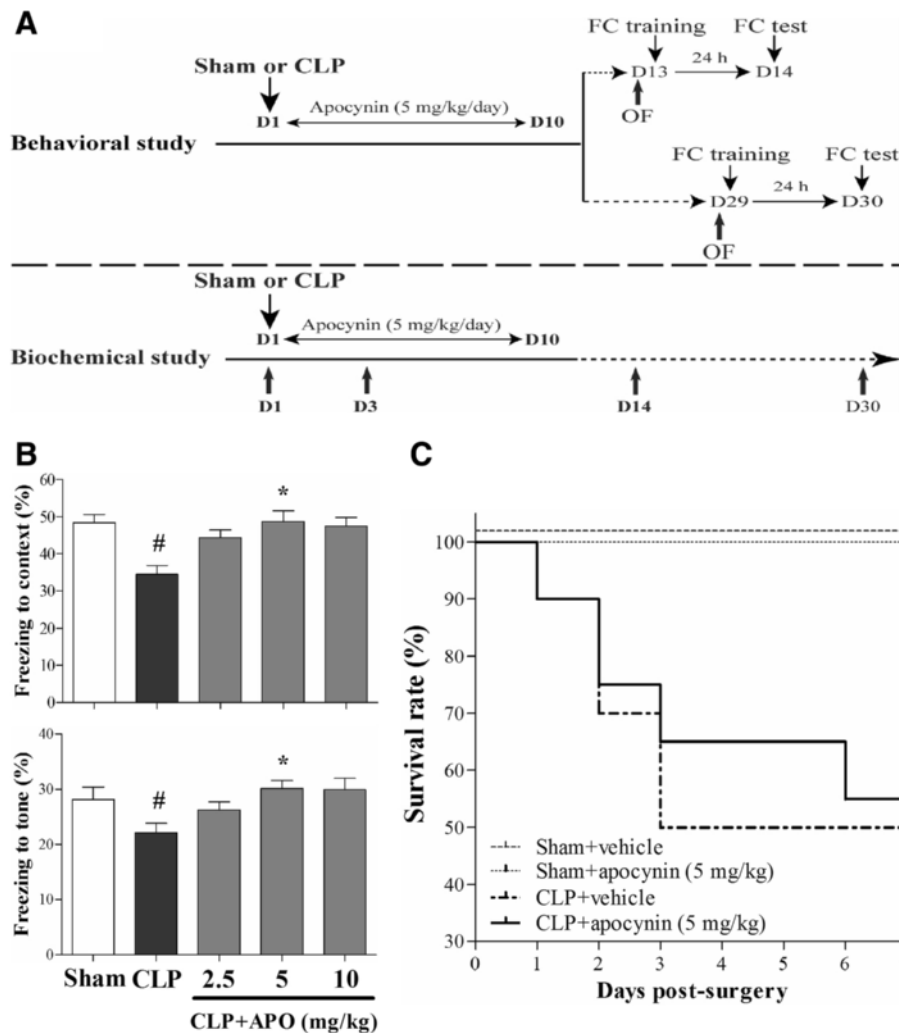 A
FC training FC test
Sham or CLP
24 h
D13 D14
Apocynin (5 mg/kg/day)
D1 D10
OF
Behavioral study
FC training FC test
24 h
D29 D30
OF
Sham or CLP
Apocynin (5 mg/kg/day)
D1 D10
Biochemical study
D1 D3 D14 D30
B
Freezing to context (%)
60
50
40
30
20
10
0
#
*
Freezing to tone (%)
40
30
20
10
0
#
*
Sham CLP 2.5 5 10
CLP+APO (mg/kg)
C
Survival rate (%)
100
90
80
70
60
50
40
30
Sham+vehicle
Sham+apocynin (5 mg/kg)
CLP+vehicle
CLP+apocynin (5 mg/kg)
0 1 2 3 4 5 6
Days post-surgery